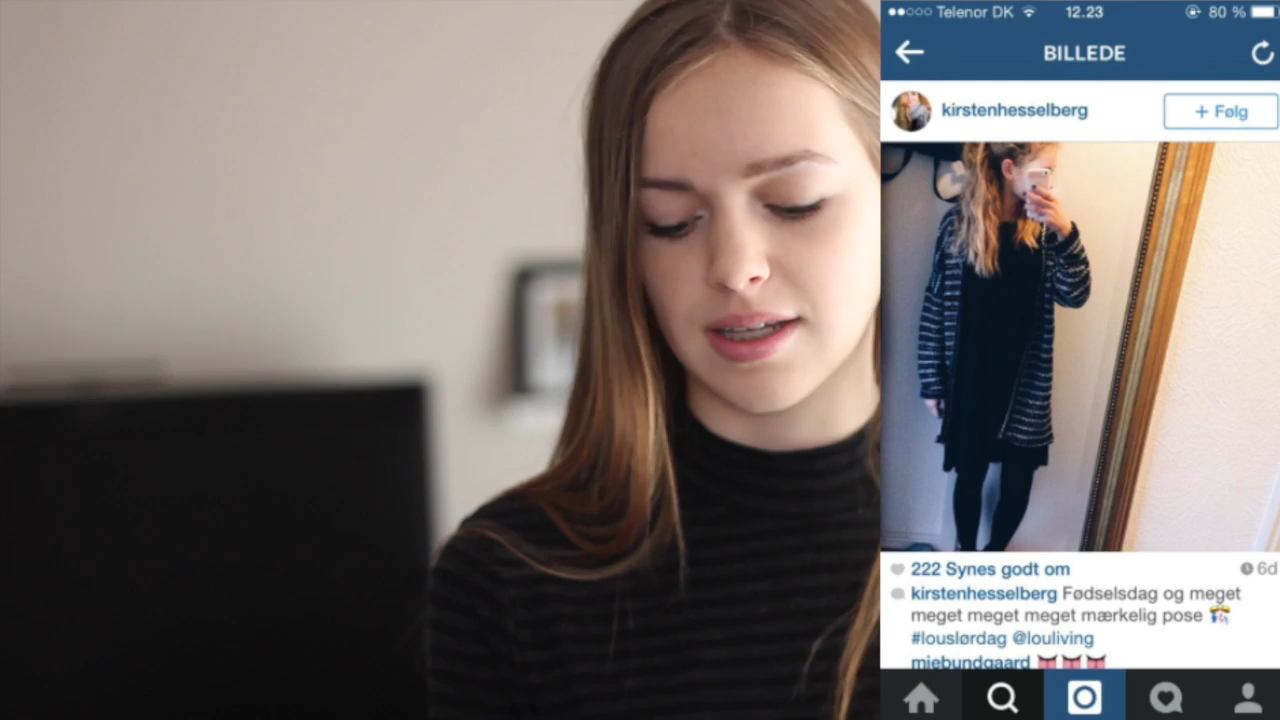 Telenor DK 12.23 80 %
BILLEDE
kirstenhesselberg + Følg
222 Synes godt om 6d
kirstenhesselberg Fødselsdag og meget
meget meget meget mærkelig pose
#louslørdag @louliving
miebundgaard